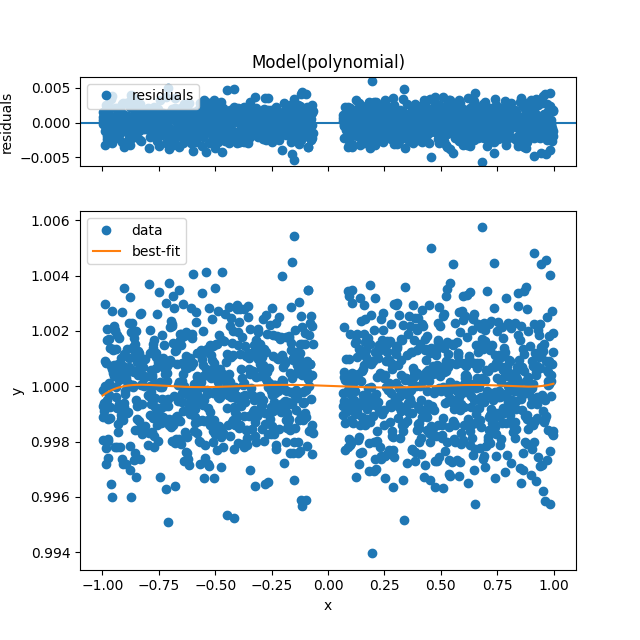 Model(polynomial)
residuals
0.005
0.000
−0.005
residuals
data
best-fit
1.006
1.004
1.002
1.000
0.998
0.996
0.994
y
−1.00 −0.75 −0.50 −0.25 0.00 0.25 0.50 0.75 1.00
x